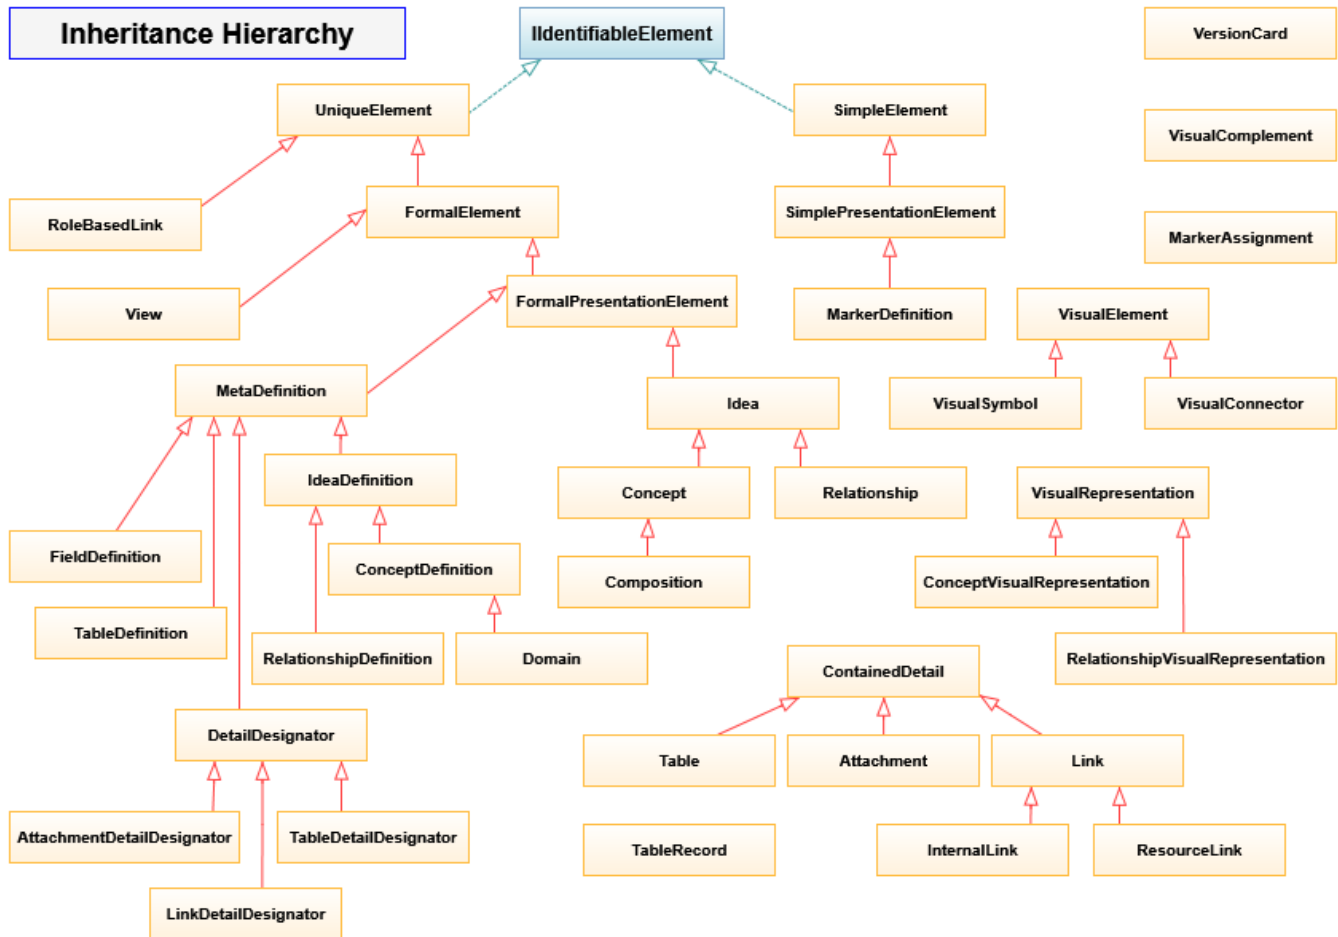 Inheritance Hierarchy
IIdentifiableElement
VersionCard
UniqueElement
SimpleElement
VisualComplement
RoleBasedLink
FormalElement
SimplePresentationElement
MarkerAssignment
View
FormalPresentationElement
MarkerDefinition
VisualElement
MetaDefinition
Idea
VisualSymbol
VisualConnector
IdeaDefinition
Concept
Relationship
VisualRepresentation
FieldDefinition
ConceptDefinition
Composition
ConceptVisualRepresentation
TableDefinition
RelationshipDefinition
Domain
ContainedDetail
RelationshipVisualRepresentation
DetailDesignator
Table
Attachment
Link
AttachmentDetailDesignator
TableDetailDesignator
TableRecord
InternalLink
ResourceLink
LinkDetailDesignator